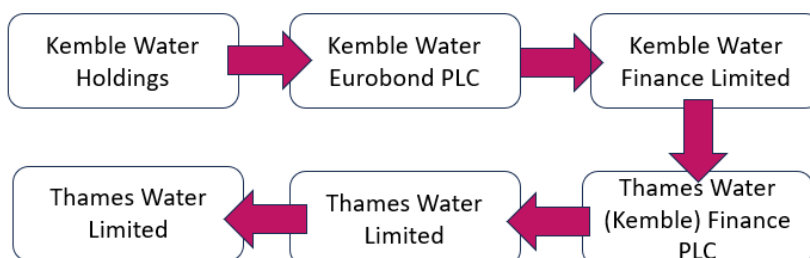 Kemble Water
Holdings
Kemble Water
Eurobond PLC
Kemble Water
Finance Limited
Thames Water
(Kemble) Finance
PLC
Thames Water
Limited
Thames Water
Limited